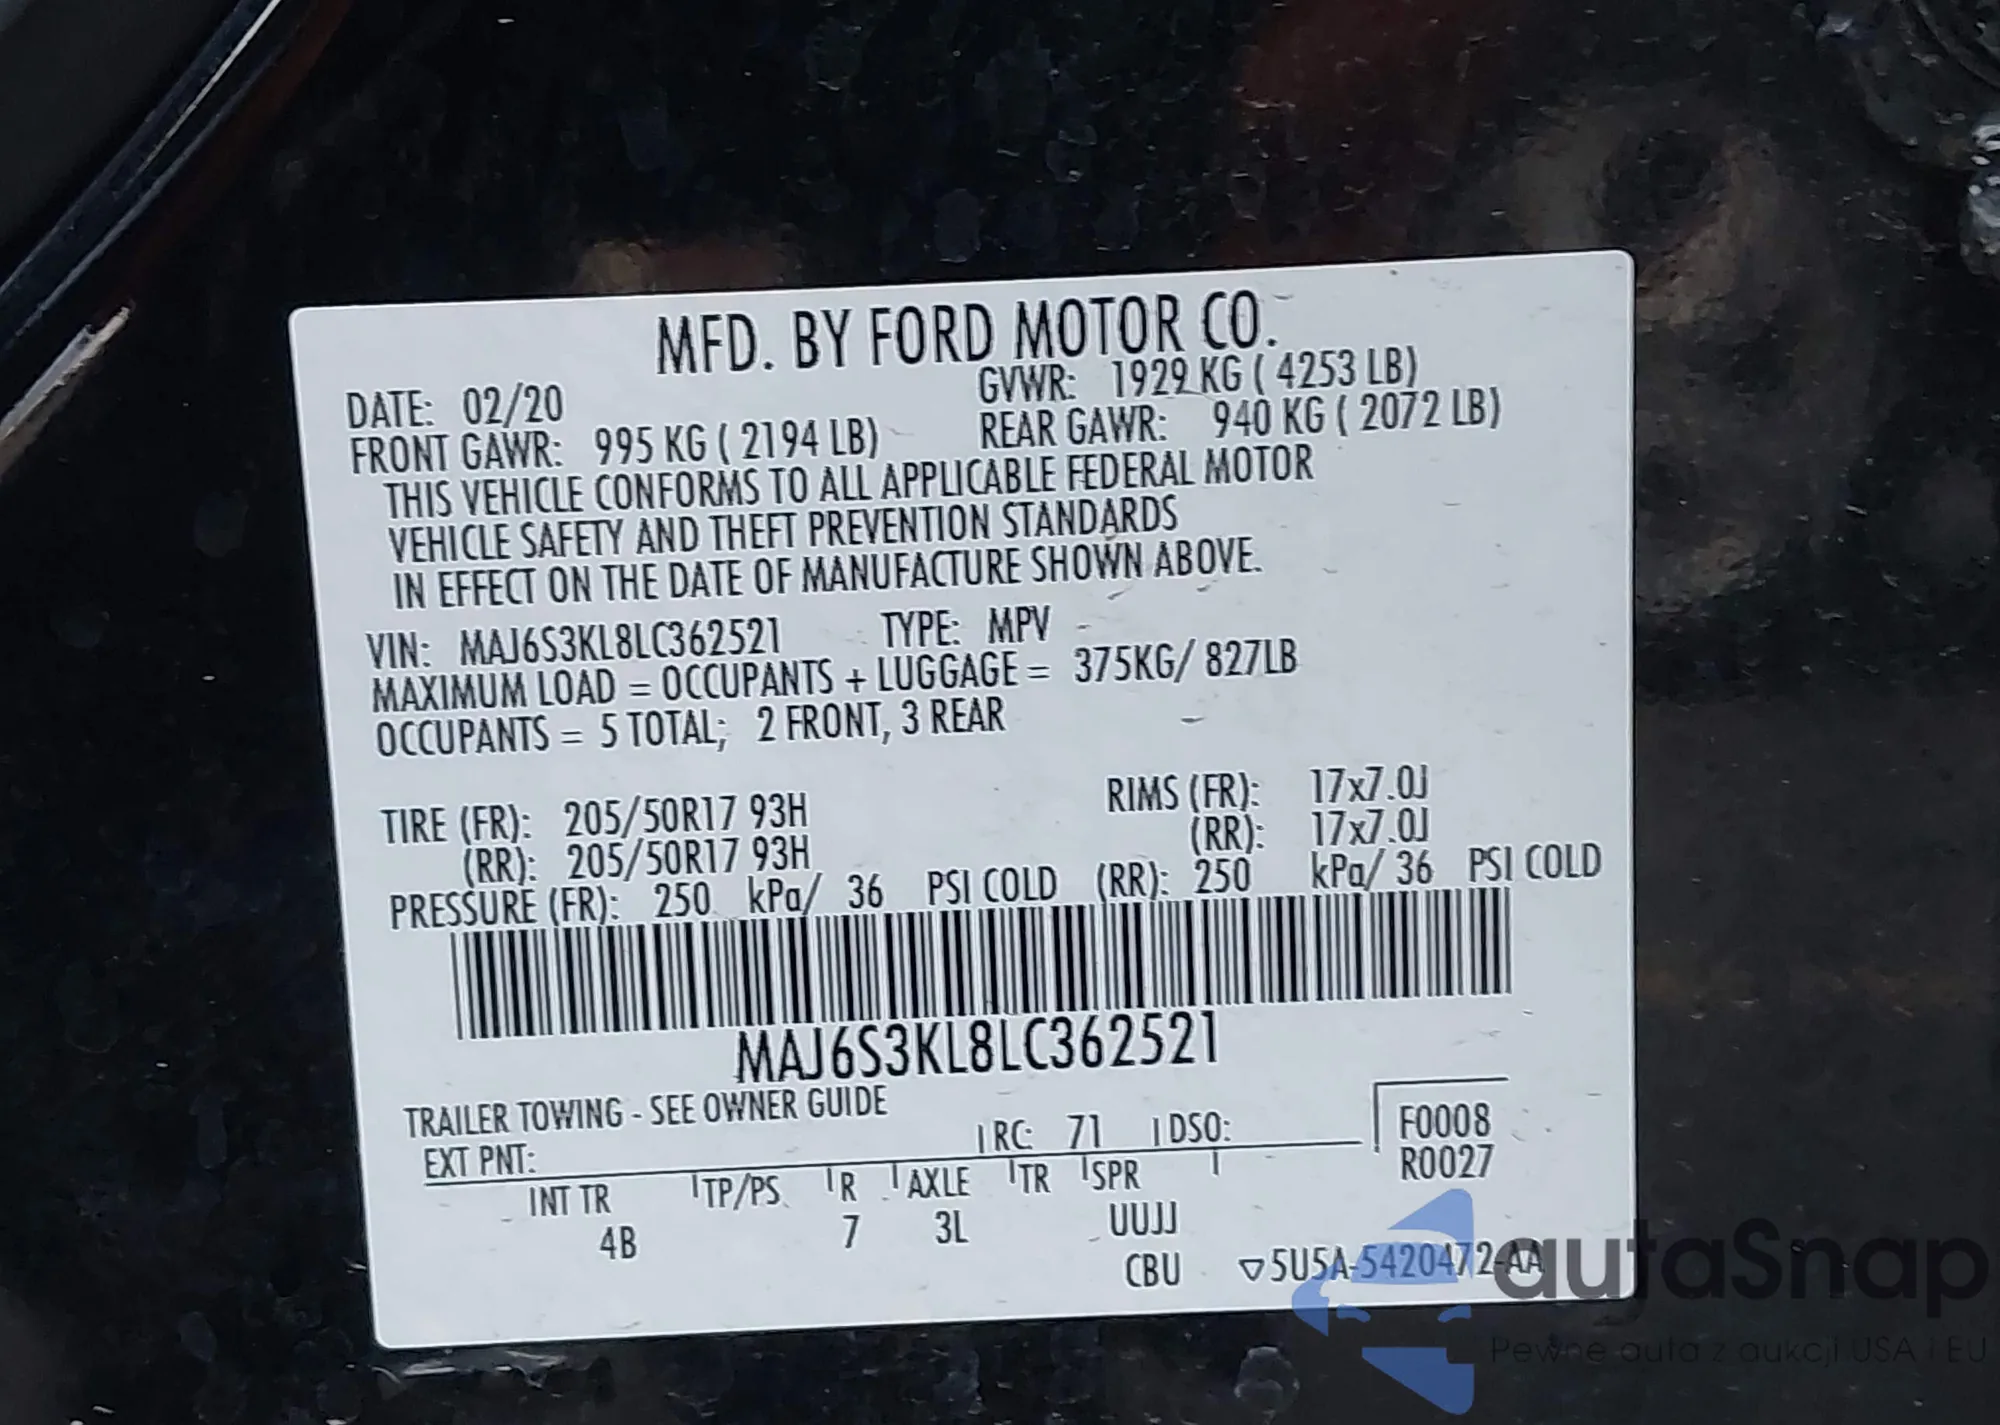 MFD. BY FORD MOTOR CO.
DATE: 02/20 GVWR: 1929 KG ( 4253 LB)
FRONT GAWR: 995 KG ( 2194 LB) REAR GAWR: 940 KG ( 2072 LB)
THIS VEHICLE CONFORMS TO ALL APPLICABLE FEDERAL MOTOR
VEHICLE SAFETY AND THEFT PREVENTION STANDARDS
IN EFFECT ON THE DATE OF MANUFACTURE SHOWN ABOVE.
VIN: MAJ6S3KL8LC362521 TYPE: MPV
MAXIMUM LOAD = OCCUPANTS + LUGGAGE = 375KG/ 827LB
OCCUPANTS = 5 TOTAL; 2 FRONT, 3 REAR
TIRE (FR): 205/50R17 93H RIMS (FR): 17x7.0J
(RR): 205/50R17 93H (RR): 17x7.0J
PRESSURE (FR): 250 kPa/ 36 PSI COLD (RR): 250 kPa/ 36 PSI COLD
MAJ6S3KL8LC362521
TRAILER TOWING - SEE OWNER GUIDE
EXT PNT: RC: 71 DSO: F0008
R0027
INT TR TP/PS R AXLE TR SPR
4B 7 3L UUJJ
CBU ▽5U5A-5420472-AA
autaSnap
Pewne auta z aukcji USA i EU